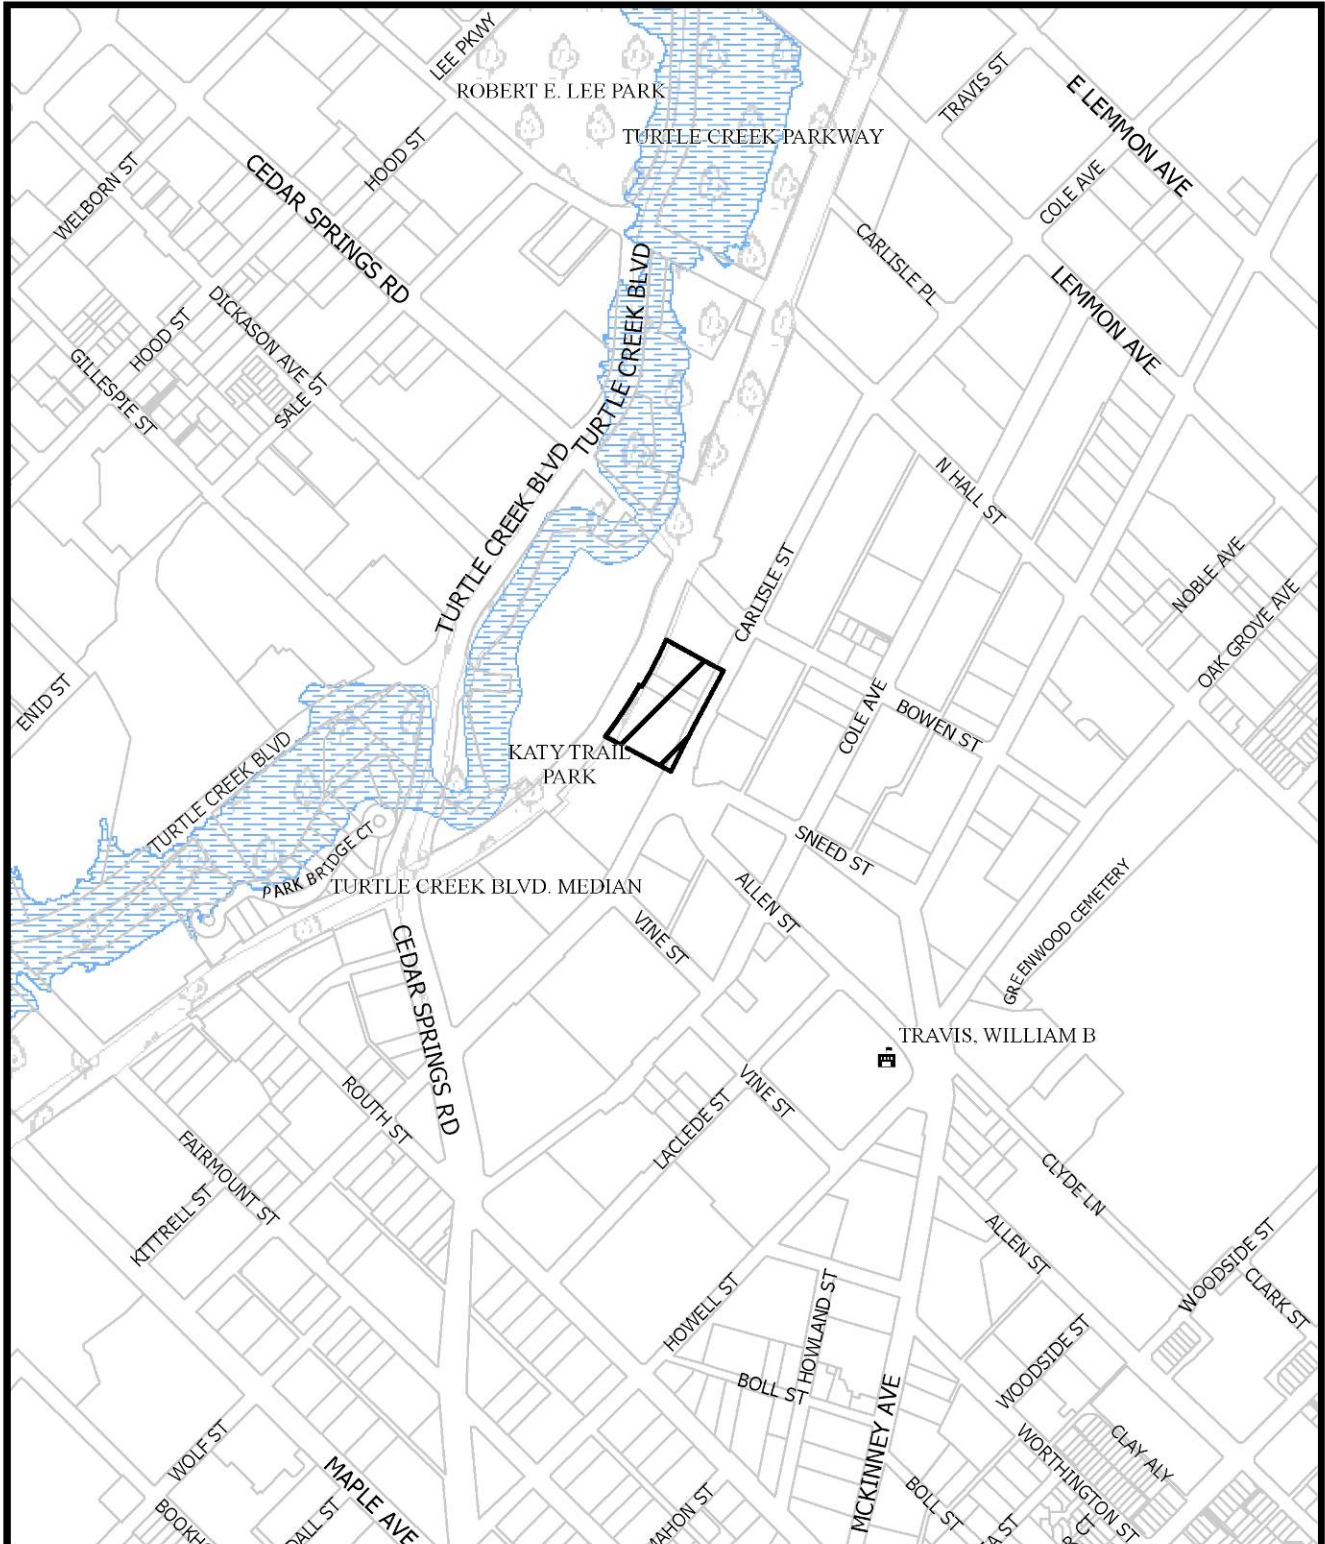 LEE PKWY
ROBERT E. LEE PARK
TRAVIS ST
E LEMMON AVE
TURTLE CREEK PARKWAY
HOOD ST
CEDAR SPRINGS RD
WELBORN ST
COLE AVE
CARLISLE PL
LEMMON AVE
TURTLE CREEK BLVD
DICKASON AVE
HOOD ST
GILLESPIE ST
SALE ST
TURTLE CREEK BLVD
N HALL ST
CARLISLE ST
NOBLE AVE
OAK GROVE AVE
ENID ST
COLE AVE
BOWEN ST
TURTLE CREEK BLVD
KATY TRAIL
PARK
SNEED ST
PARK BRIDGE CT
TURTLE CREEK BLVD. MEDIAN
ALLEN ST
VINE ST
GREENWOOD CEMETERY
CEDAR SPRINGS RD
TRAVIS, WILLIAM B
ROUTH ST
VINE ST
LACLEDE ST
FAIRMOUNT ST
KITTRELL ST
CLYDE LN
ALLEN ST
WOODSIDE ST
CLARK ST
HOWELL ST
HOWLAND ST
WOODSIDE ST
BOLL ST
MCKINNEY AVE
WOLF ST
MAPLE AVE
WORTHINGTON ST
CLAY ALY
BOLL ST